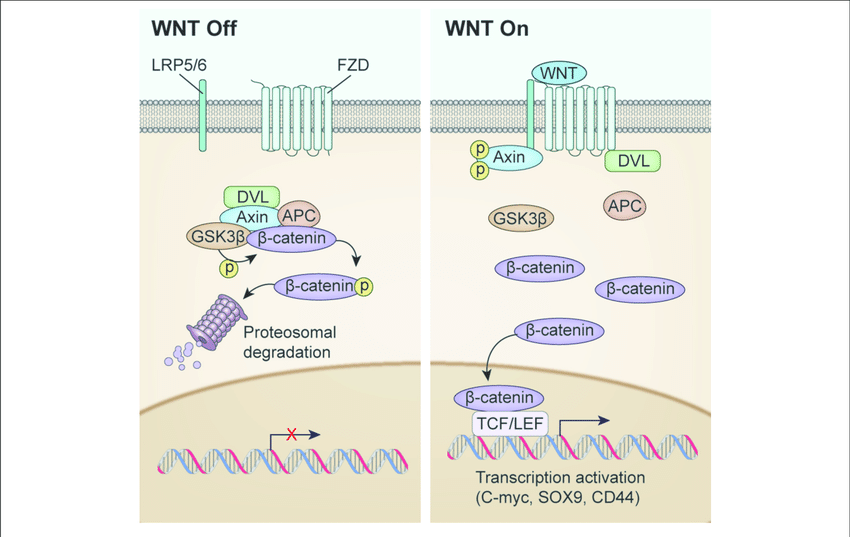 WNT Off
LRP5/6
FZD
DVL
Axin
APC
GSK3β
β-catenin
p
β-catenin
p
Proteosomal
degradation
X
WNT On
WNT
p
Axin
p
DVL
GSK3β
APC
β-catenin
β-catenin
β-catenin
β-catenin
TCF/LEF
Transcription activation
(C-myc, SOX9, CD44)